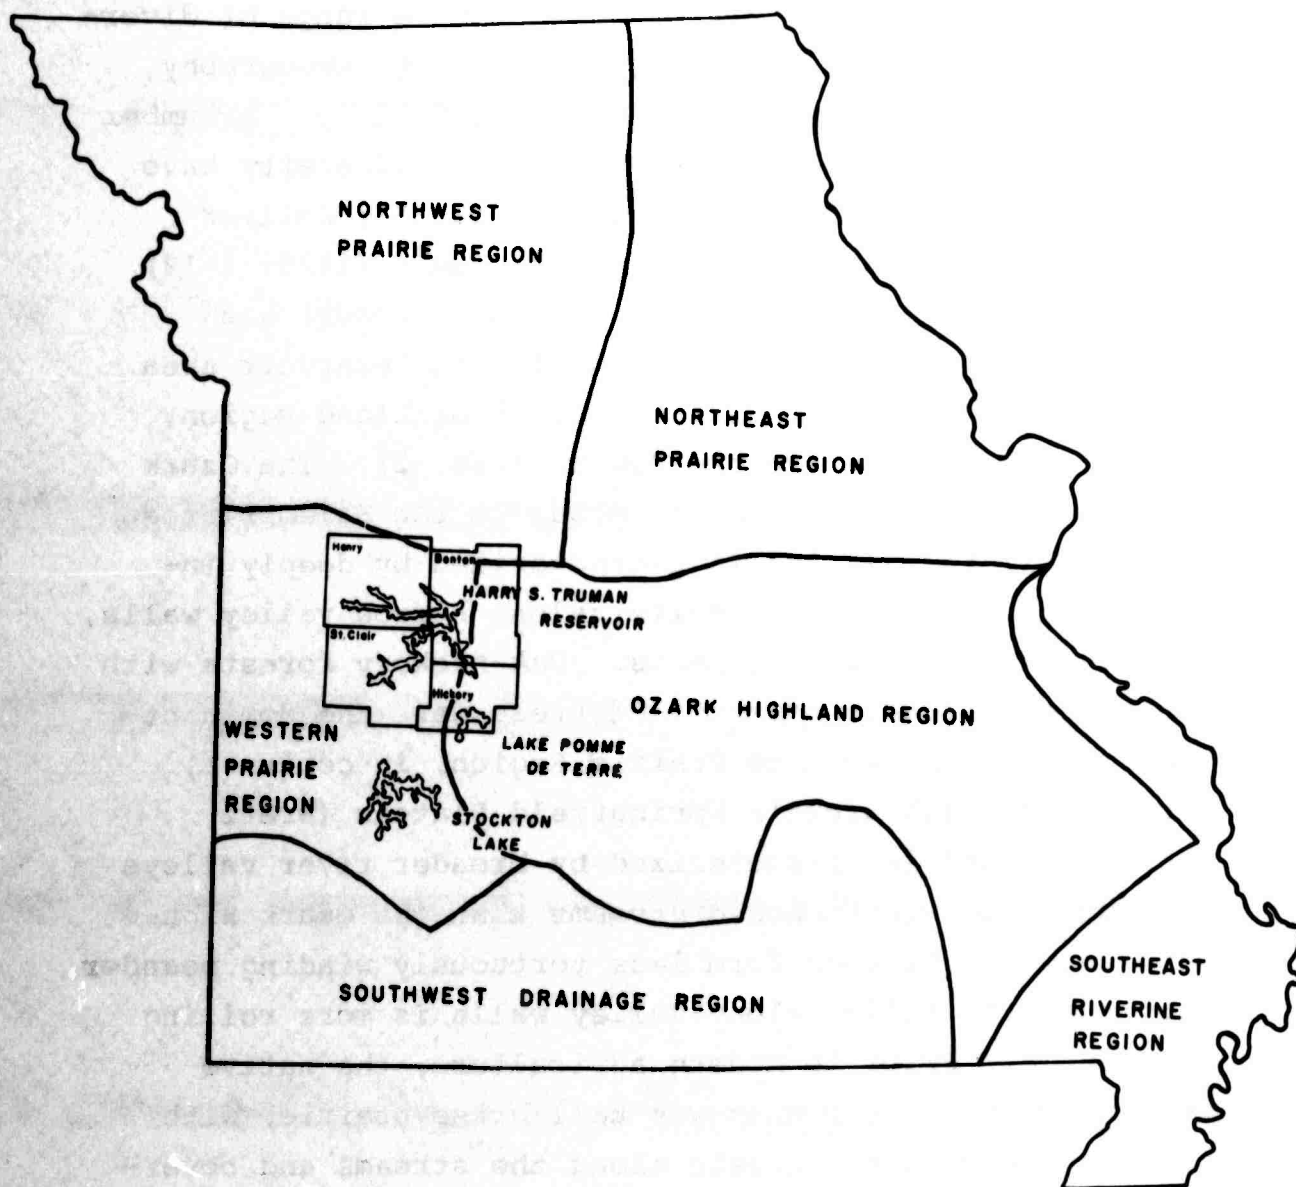 NORTHWEST
PRAIRIE REGION
NORTHEAST
PRAIRIE REGION
Henry
Benton
HARRY S. TRUMAN
RESERVOIR
St. Clair
Hickory
OZARK HIGHLAND REGION
WESTERN
PRAIRIE
REGION
LAKE POMME
DE TERRE
STOCKTON
LAKE
SOUTHWEST DRAINAGE REGION
SOUTHEAST
RIVERINE
REGION